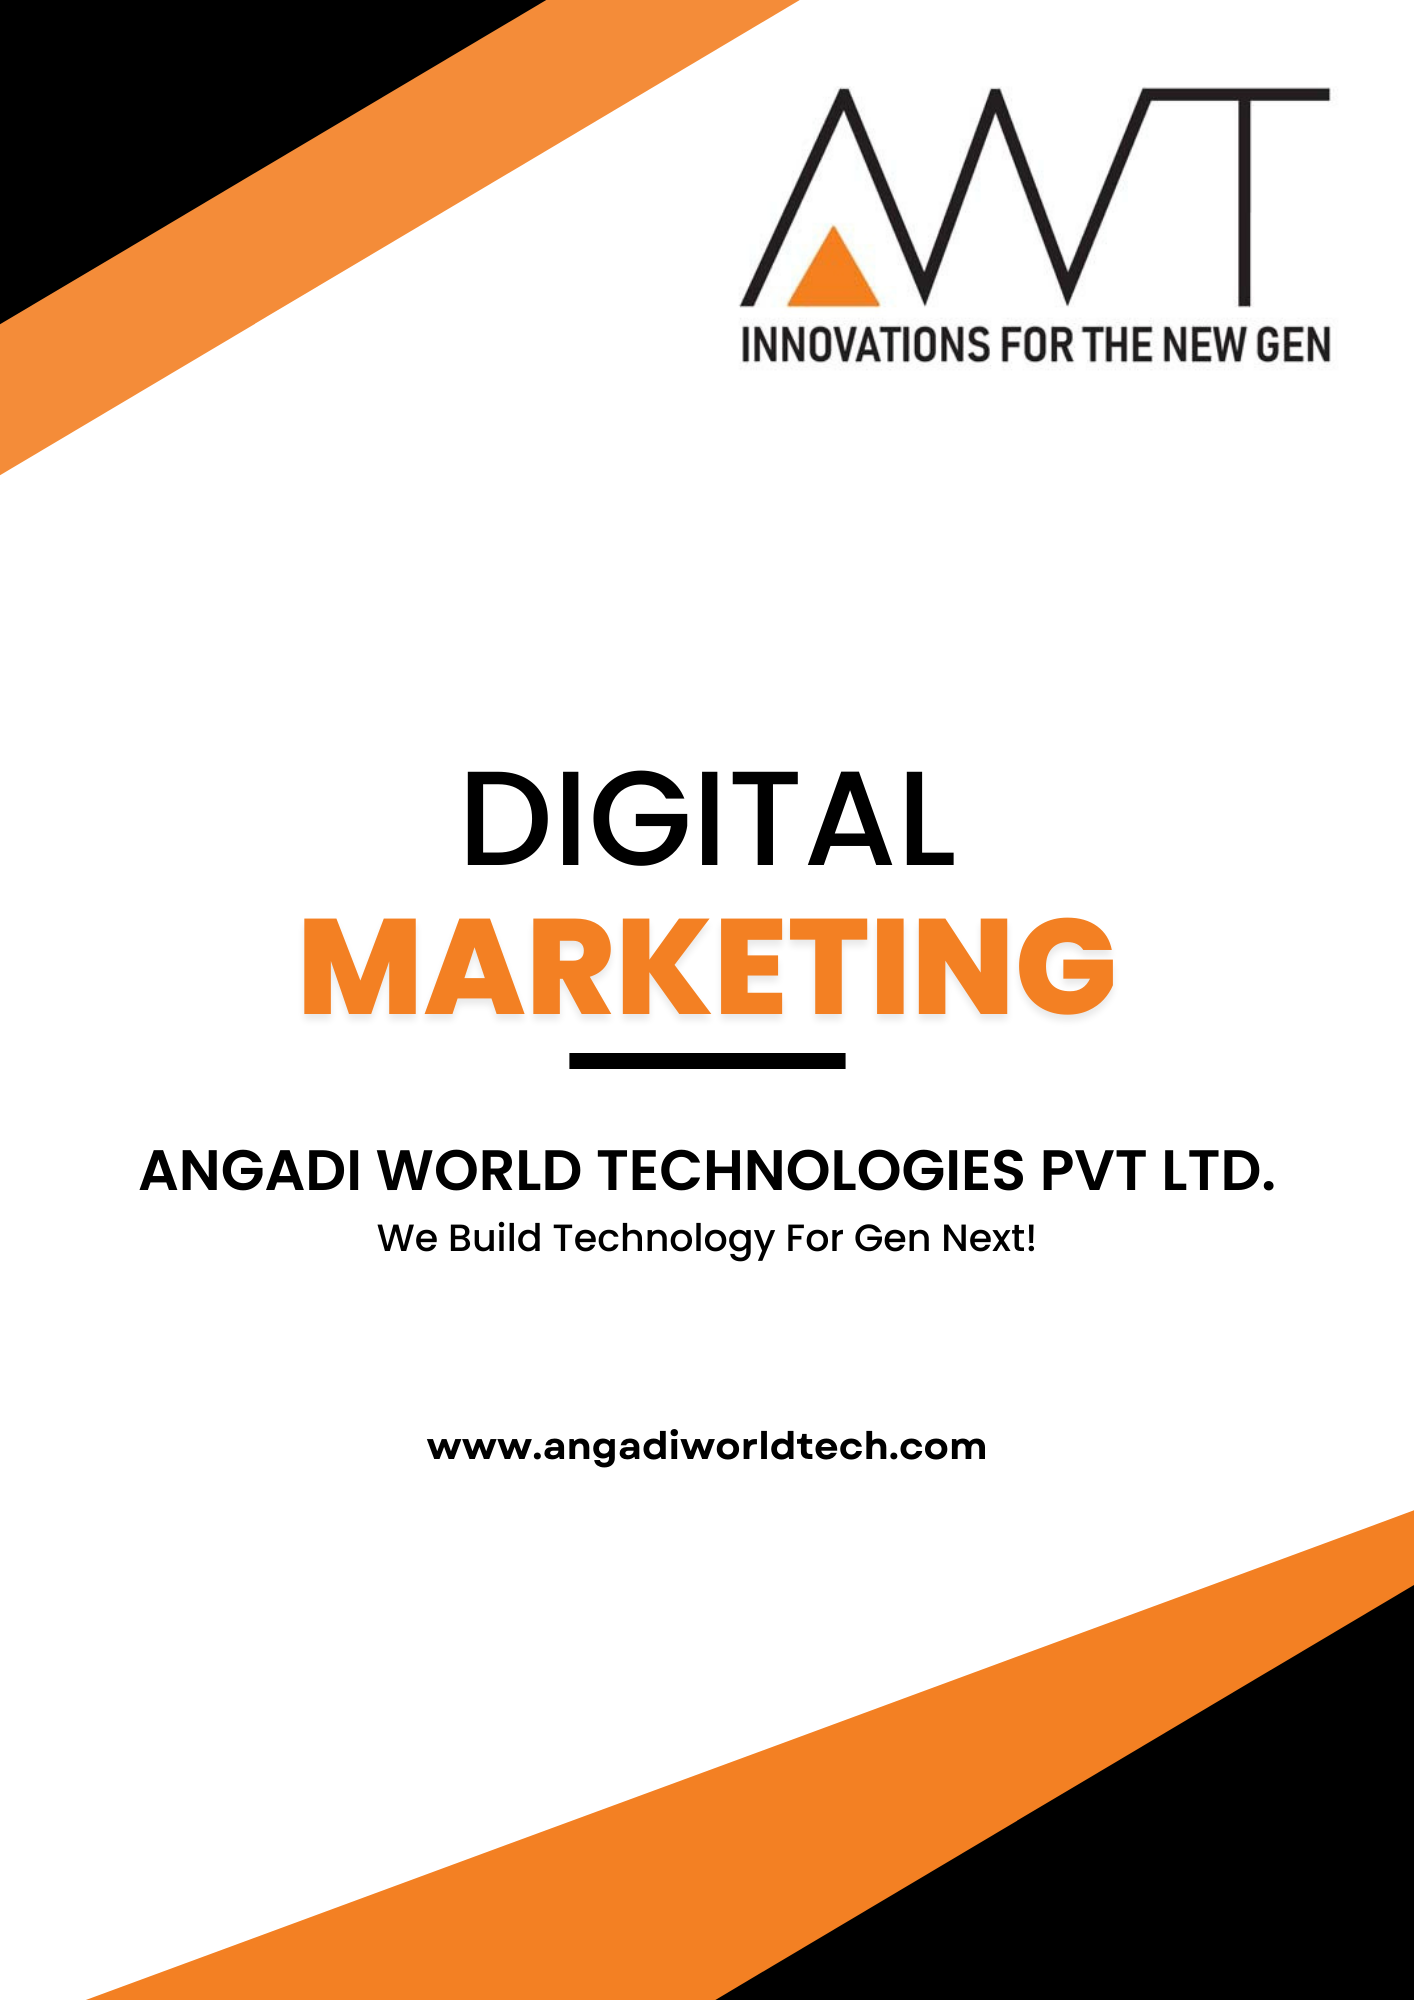 AWT
INNOVATIONS FOR THE NEW GEN
DIGITAL
MARKETING
ANGADI WORLD TECHNOLOGIES PVT LTD.
We Build Technology For Gen Next!
www.angadiworldtech.com